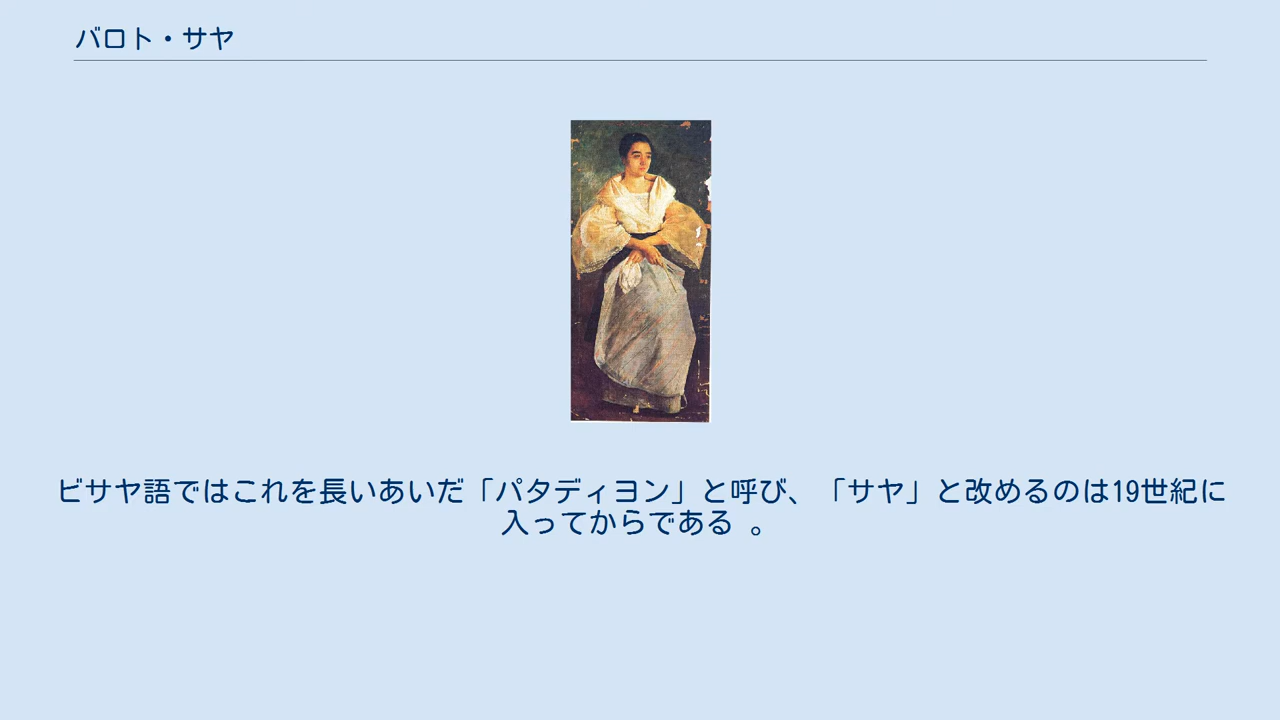 バロト・サヤ
ビサヤ語ではこれを長いあいだ「パタディヨン」と呼び、「サヤ」と改めるのは19世紀に
入ってからである 。